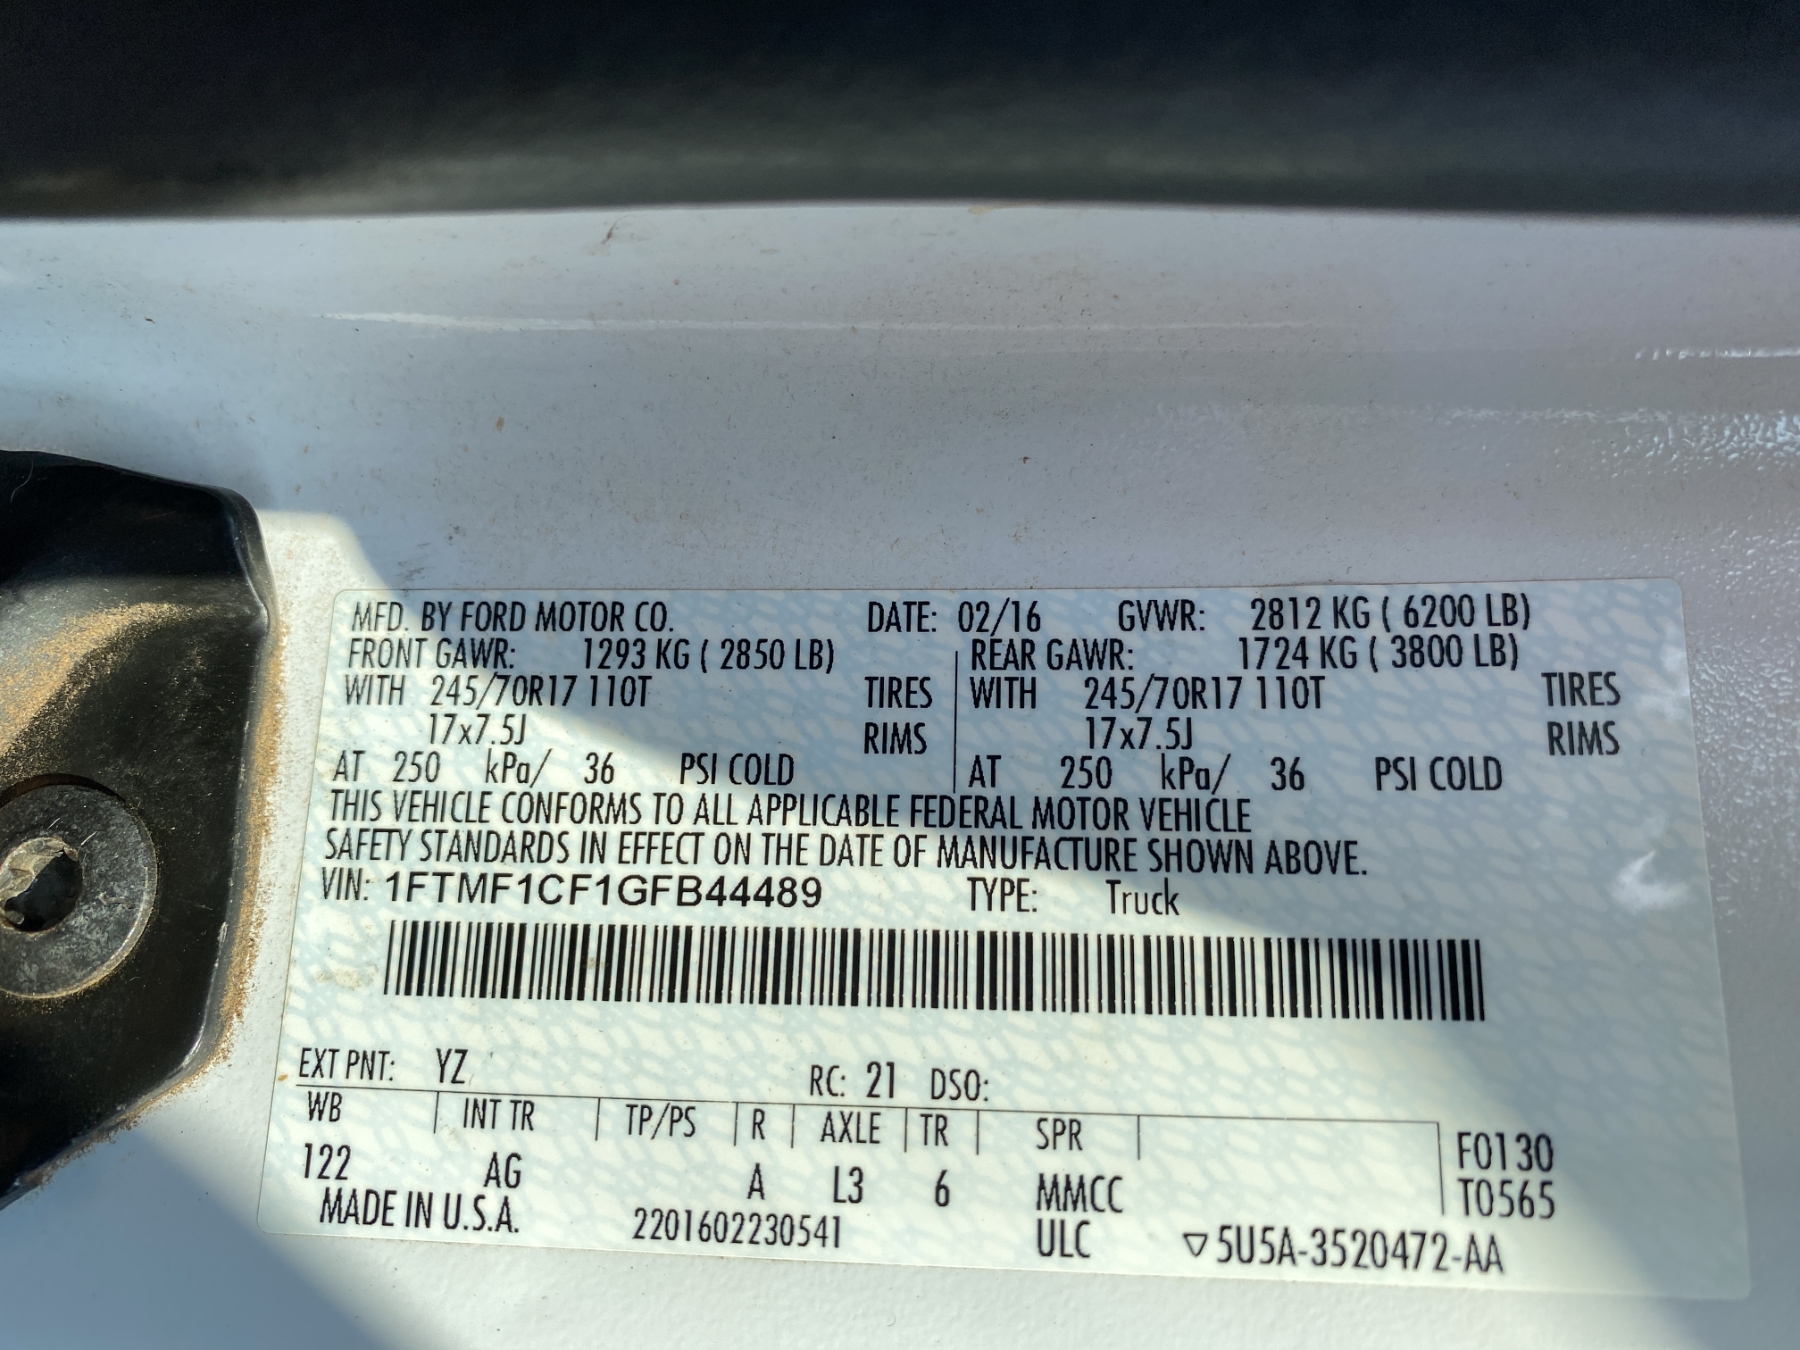 MFD. BY FORD MOTOR CO. DATE: 02/16 GVWR: 2812 KG ( 6200 LB)
FRONT GAWR: 1293 KG ( 2850 LB) REAR GAWR: 1724 KG ( 3800 LB)
WITH 245/70R17 110T TIRES WITH 245/70R17 110T TIRES
17x7.5J RIMS 17x7.5J RIMS
AT 250 kPa/ 36 PSI COLD AT 250 kPa/ 36 PSI COLD
THIS VEHICLE CONFORMS TO ALL APPLICABLE FEDERAL MOTOR VEHICLE
SAFETY STANDARDS IN EFFECT ON THE DATE OF MANUFACTURE SHOWN ABOVE.
VIN: 1FTMF1CF1GFB44489 TYPE: Truck
EXT PNT: YZ RC: 21 DSO:
WB INT TR TP/PS R AXLE TR SPR F0130
122 AG A L3 6 MMCC T0565
MADE IN U.S.A. 2201602230541 ULC ▽5U5A-3520472-AA